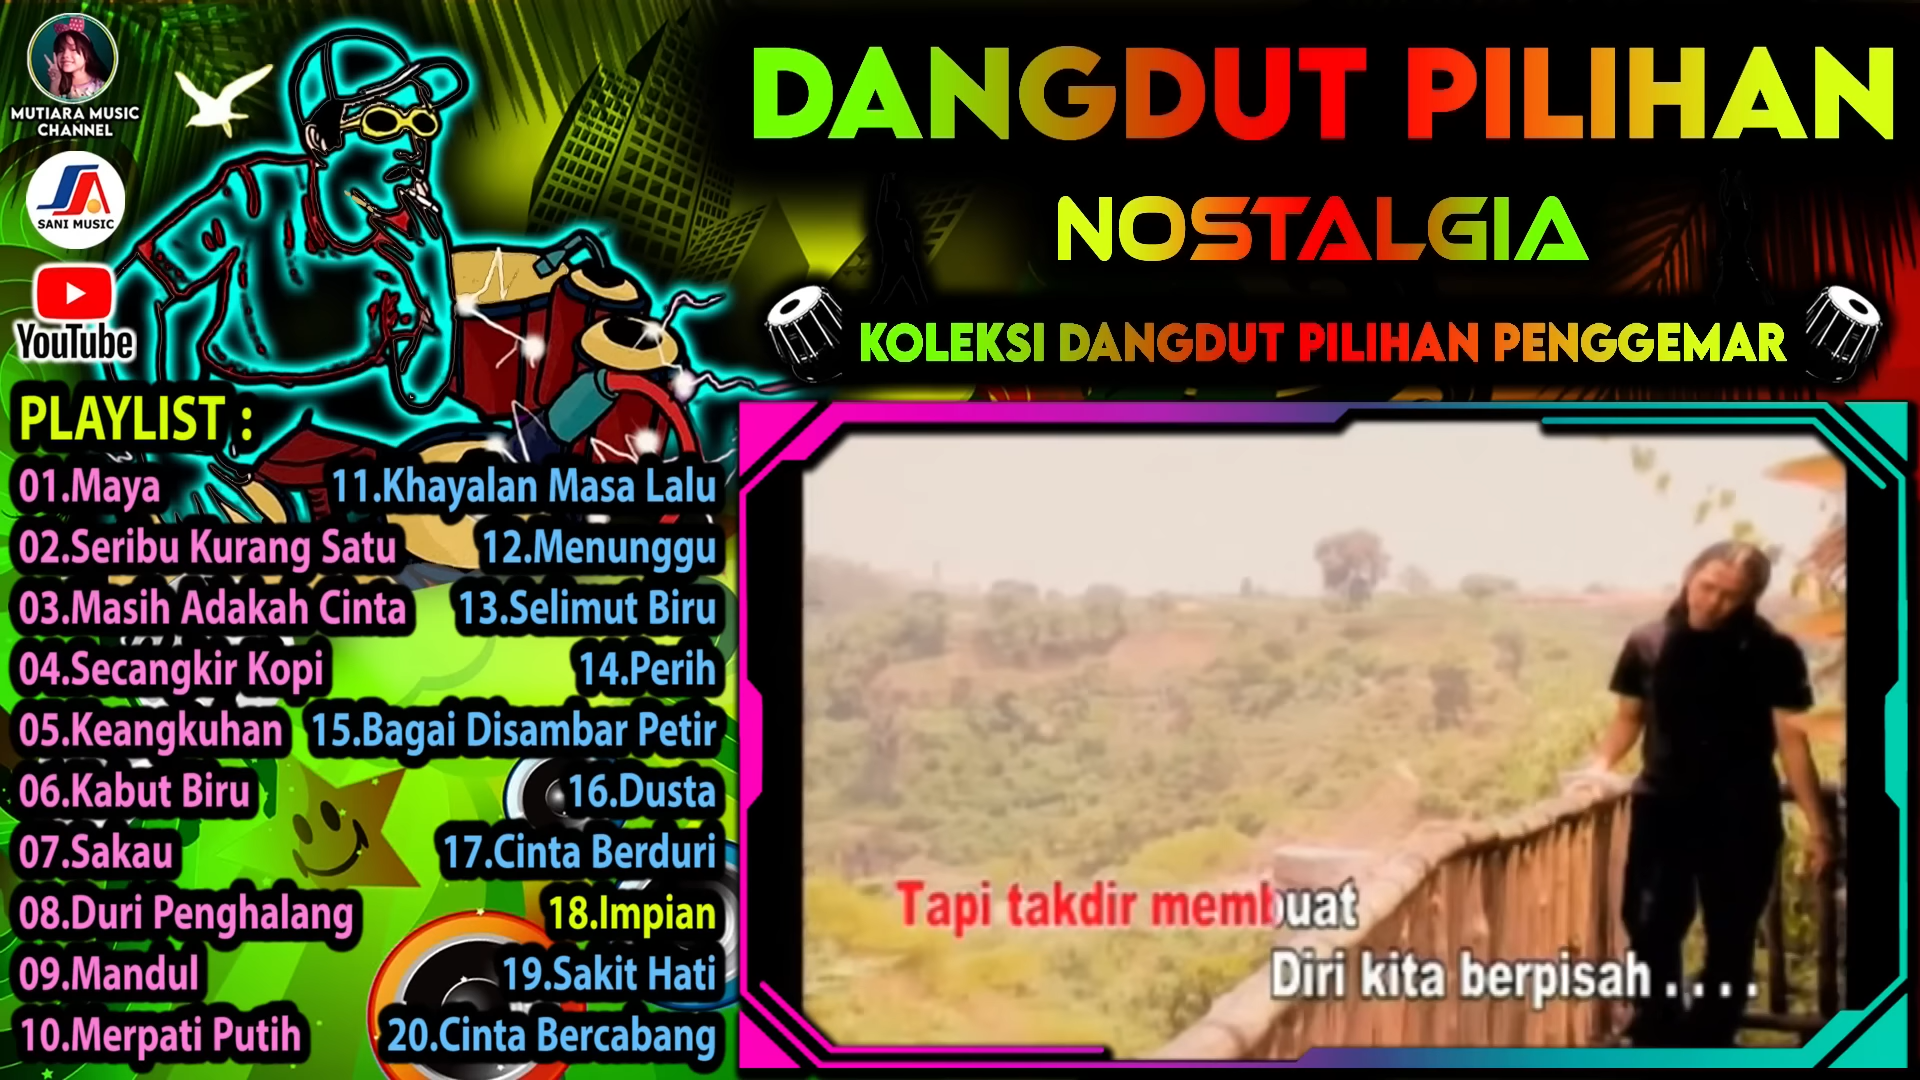 MUTIARA MUSIC
CHANNEL
SANI MUSIC
YouTube
DANGDUT PILIHAN
NOSTALGIA
KOLEKSI DANGDUT PILIHAN PENGGEMAR
PLAYLIST :
01.Maya
02.Seribu Kurang Satu
03.Masih Adakah Cinta
04.Secangkir Kopi
05.Keangkuhan
06.Kabut Biru
07.Sakau
08.Duri Penghalang
09.Mandul
10.Merpati Putih
11.Khayalan Masa Lalu
12.Menunggu
13.Selimut Biru
14.Perih
15.Bagai Disambar Petir
16.Dusta
17.Cinta Berduri
18.Impian
19.Sakit Hati
20.Cinta Bercabang
Tapi takdir membuat
Diri kita berpisah . . . .